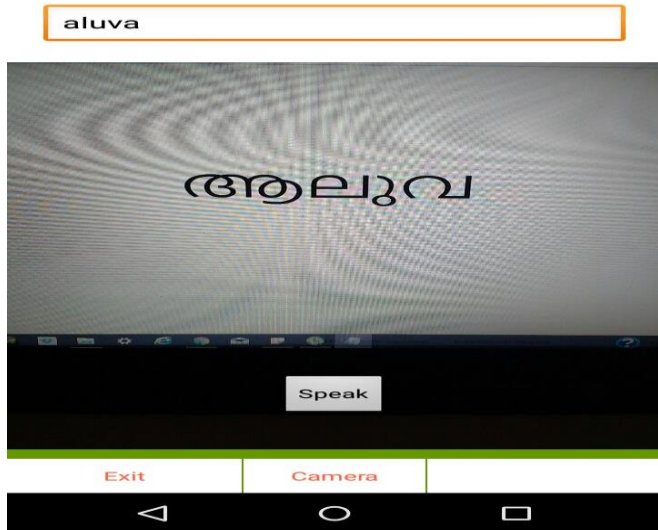 aluva
ആലുവ
Speak
Exit
Camera